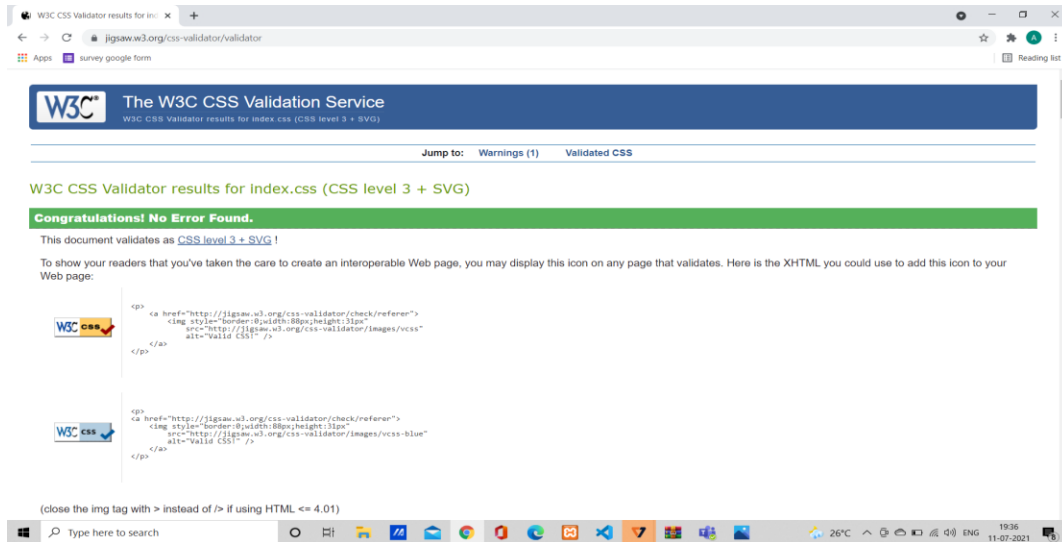 W3C CSS Validator results for inc
jigsaw.w3.org/css-validator/validator
A
Apps survey google form Reading list
W3C® The W3C CSS Validation Service
W3C CSS Validator results for index.css (CSS level 3 + SVG)
Jump to: Warnings (1) Validated CSS
W3C CSS Validator results for index.css (CSS level 3 + SVG)
Congratulations! No Error Found.
This document validates as CSS level 3 + SVG !
To show your readers that you've taken the care to create an interoperable Web page, you may display this icon on any page that validates. Here is the XHTML you could use to add this icon to your
Web page:
<p>
<a href="http://jigsaw.w3.org/css-validator/check/referer">
<img style="border:0;width:88px;height:31px"
W3C css src="http://jigsaw.w3.org/css-validator/images/vcss"
alt="Valid CSS!" />
</a>
</p>
<p>
<a href="http://jigsaw.w3.org/css-validator/check/referer">
<img style="border:0;width:88px;height:31px"
W3C css src="http://jigsaw.w3.org/css-validator/images/vcss-blue"
alt="Valid CSS!" />
</a>
</p>
(close the img tag with > instead of /> if using HTML <= 4.01)
Type here to search 26°C ENG 19:36
11-07-2021